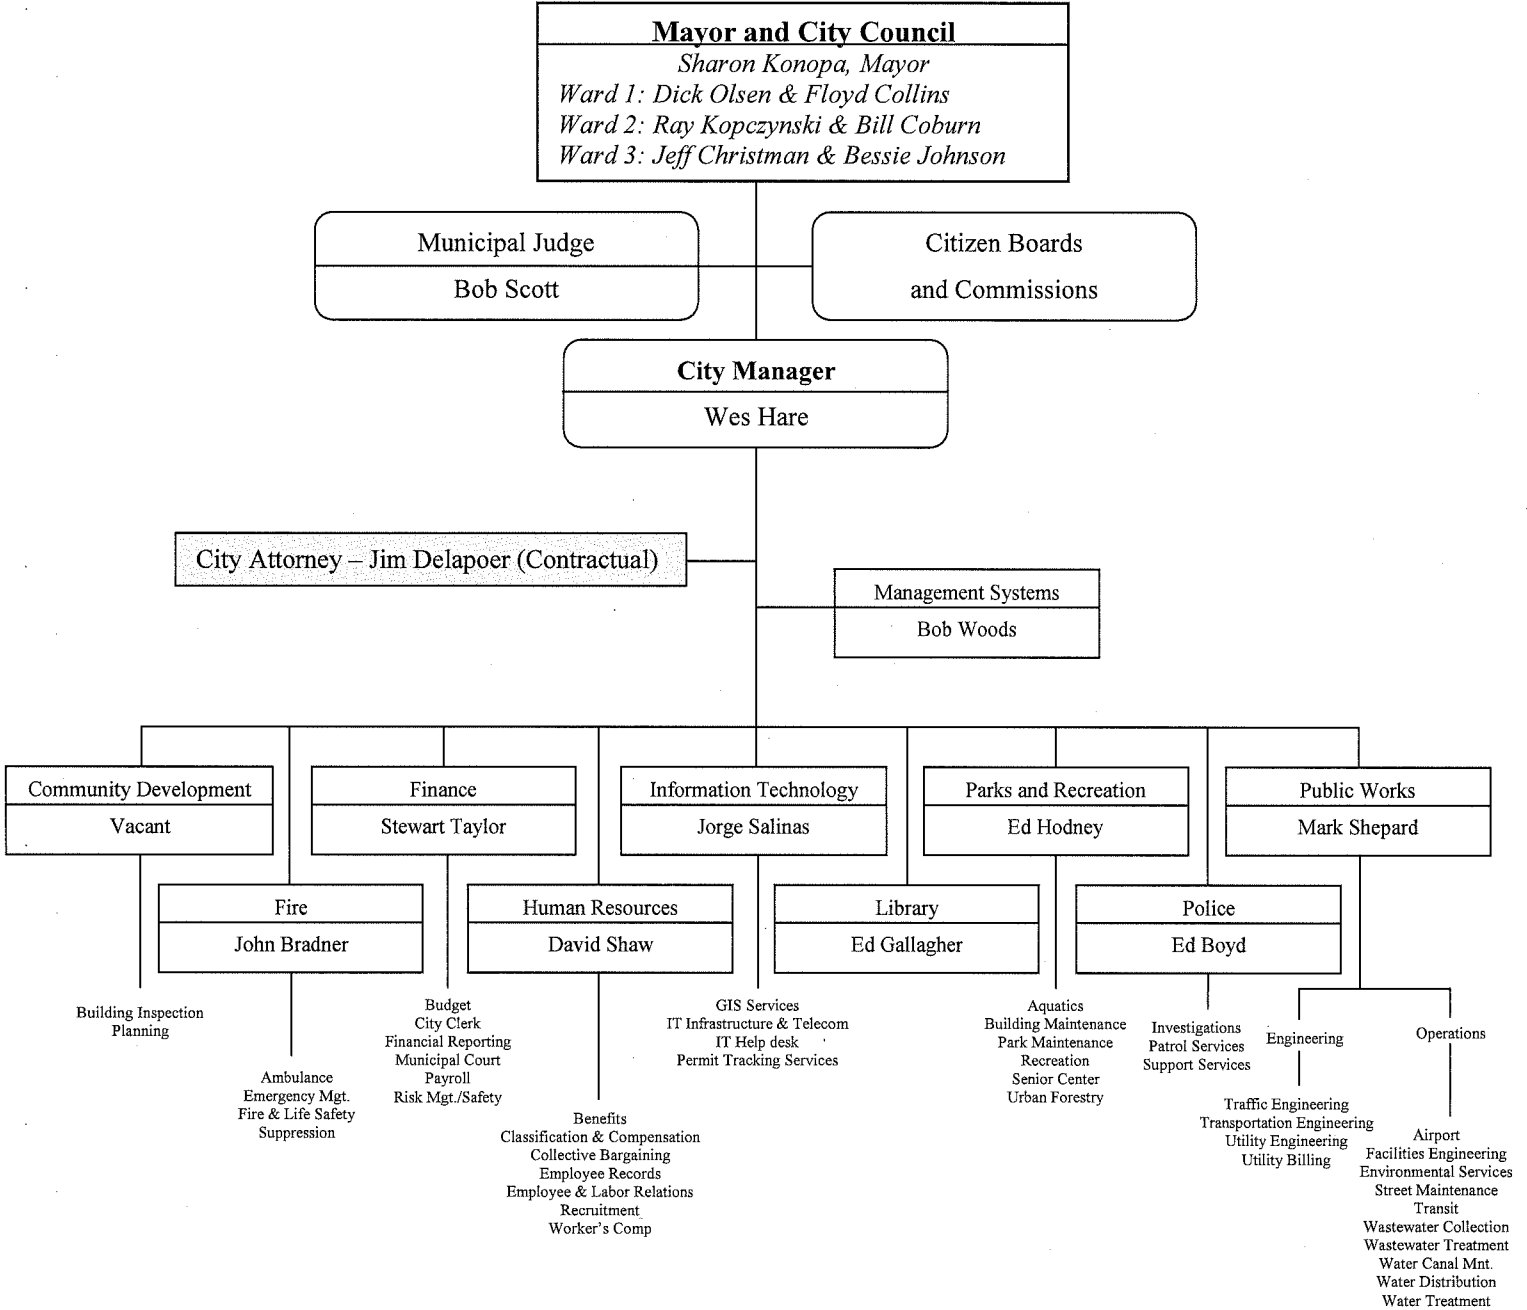 Mayor and City Council
Sharon Konopa, Mayor
Ward 1: Dick Olsen & Floyd Collins
Ward 2: Ray Kopczynski & Bill Coburn
Ward 3: Jeff Christman & Bessie Johnson
Municipal Judge
Bob Scott
Citizen Boards
and Commissions
City Manager
Wes Hare
City Attorney – Jim Delapoer (Contractual)
Management Systems
Bob Woods
Community Development
Vacant
Finance
Stewart Taylor
Information Technology
Jorge Salinas
Parks and Recreation
Ed Hodney
Public Works
Mark Shepard
Fire
John Bradner
Human Resources
David Shaw
Library
Ed Gallagher
Police
Ed Boyd
Building Inspection
Planning
Ambulance
Emergency Mgt.
Fire & Life Safety
Suppression
Budget
City Clerk
Financial Reporting
Municipal Court
Payroll
Risk Mgt./Safety
Benefits
Classification & Compensation
Collective Bargaining
Employee Records
Employee & Labor Relations
Recruitment
Worker's Comp
GIS Services
IT Infrastructure & Telecom
IT Help desk
Permit Tracking Services
Aquatics
Building Maintenance
Park Maintenance
Recreation
Senior Center
Urban Forestry
Investigations
Patrol Services
Support Services
Engineering
Traffic Engineering
Transportation Engineering
Utility Engineering
Utility Billing
Operations
Airport
Facilities Engineering
Environmental Services
Street Maintenance
Transit
Wastewater Collection
Wastewater Treatment
Water Canal Mnt.
Water Distribution
Water Treatment